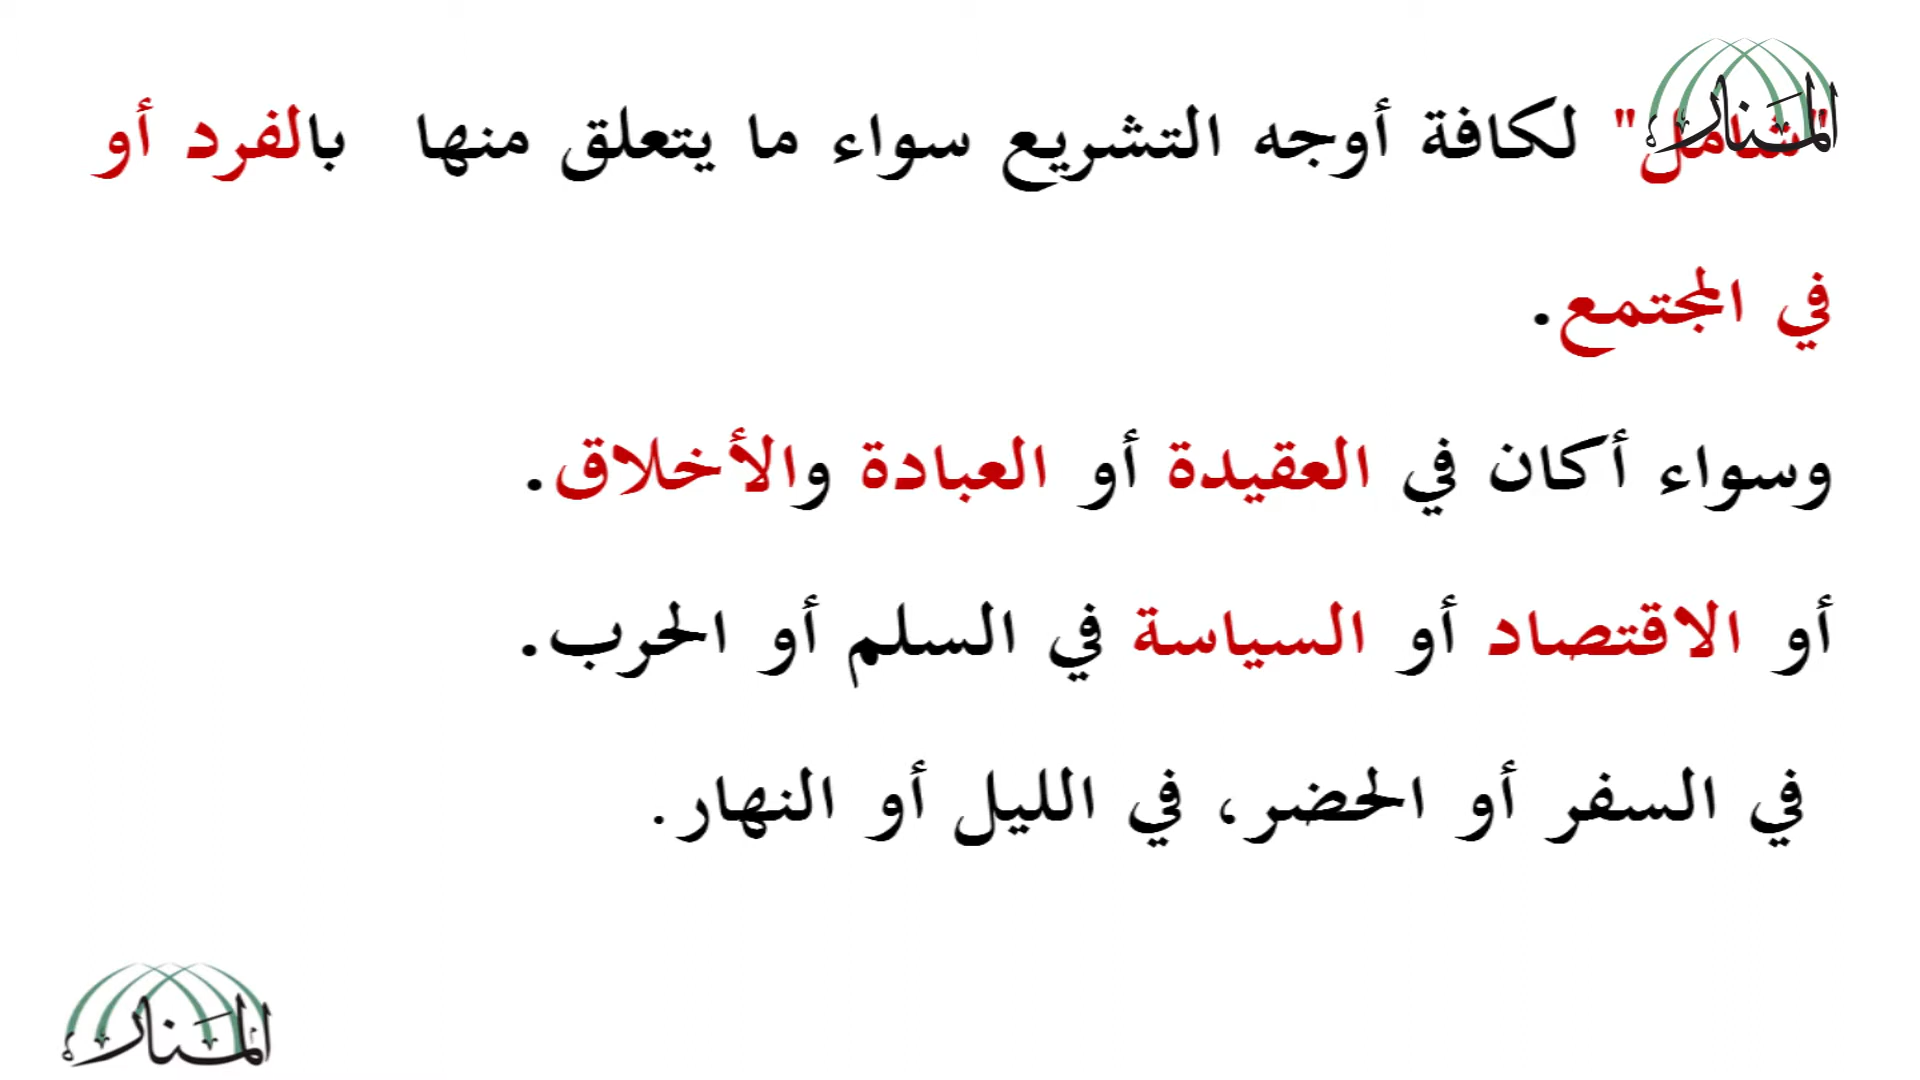 المنار
"شامل" لكافة أوجه التشريع سواء ما يتعلق منها بالفرد أو
في المجتمع.
وسواء أكان في العقيدة أو العبادة والأخلاق.
أو الاقتصاد أو السياسة في السلم أو الحرب.
في السفر أو الحضر، في الليل أو النهار.
المنار